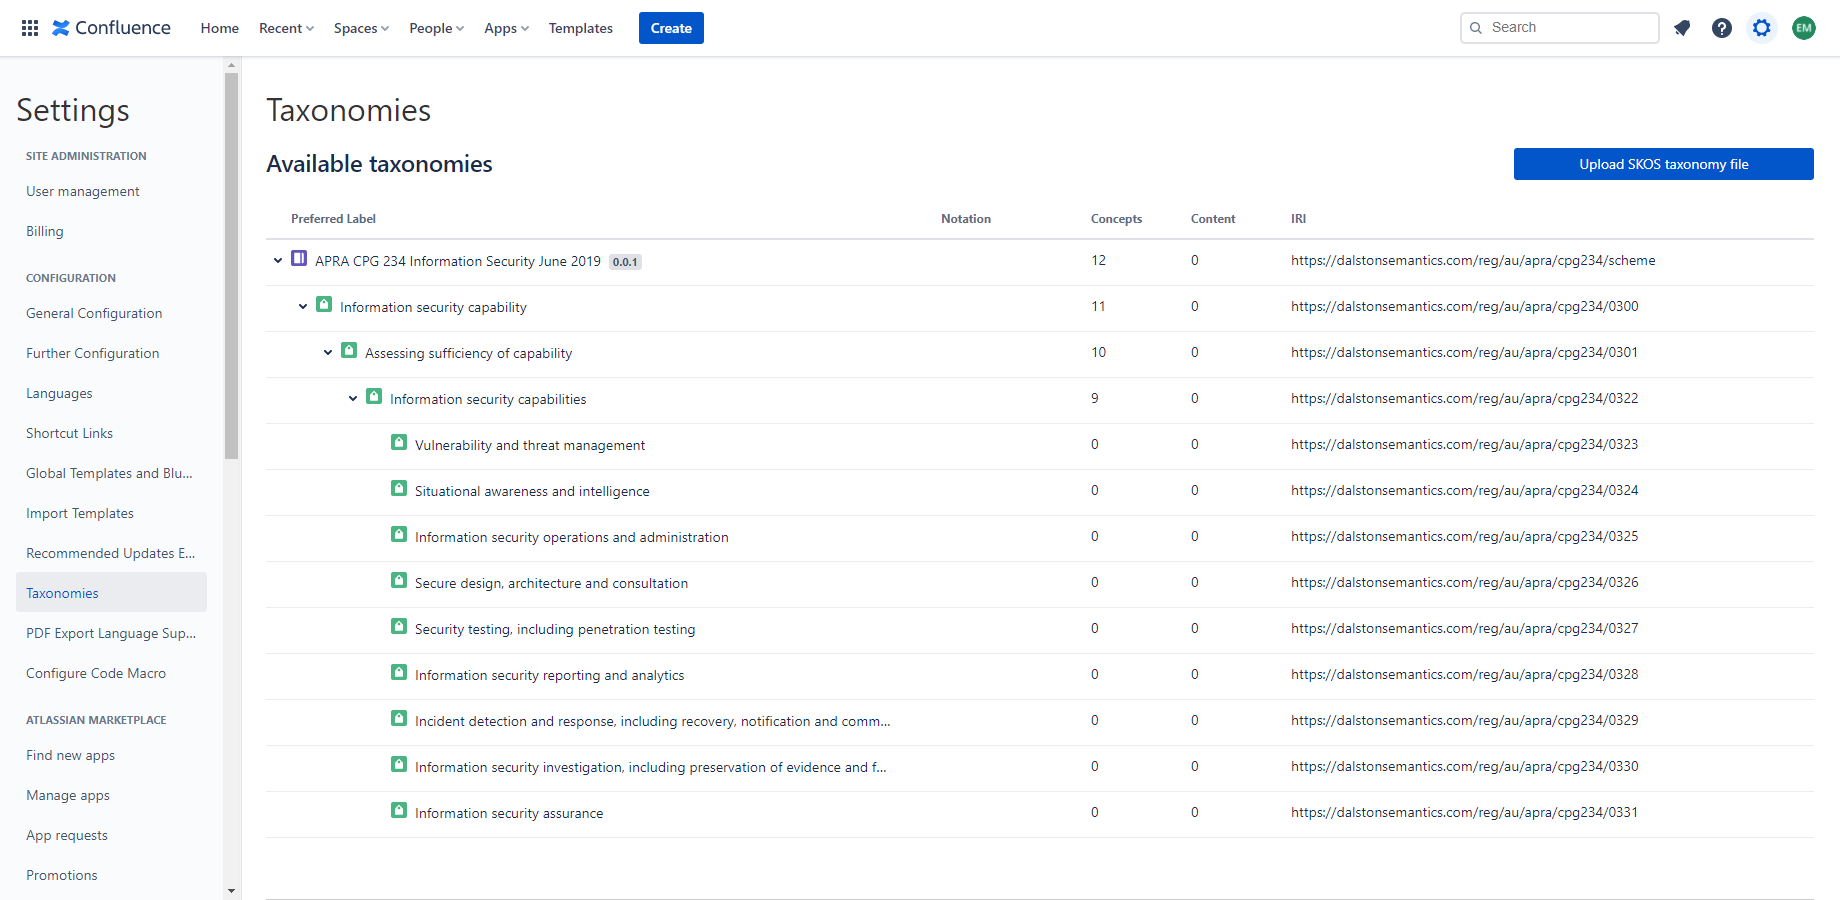 Confluence Home Recent Spaces People Apps Templates Create Search EM
Settings
SITE ADMINISTRATION
User management
Billing
CONFIGURATION
General Configuration
Further Configuration
Languages
Shortcut Links
Global Templates and Blu...
Import Templates
Recommended Updates E...
Taxonomies
PDF Export Language Sup...
Configure Code Macro
ATLASSIAN MARKETPLACE
Find new apps
Manage apps
App requests
Promotions
Taxonomies
Available taxonomies Upload SKOS taxonomy file
Preferred Label Notation Concepts Content IRI
APRA CPG 234 Information Security June 2019 0.0.1 12 0 https://dalstonsemantics.com/reg/au/apra/cpg234/scheme
Information security capability 11 0 https://dalstonsemantics.com/reg/au/apra/cpg234/0300
Assessing sufficiency of capability 10 0 https://dalstonsemantics.com/reg/au/apra/cpg234/0301
Information security capabilities 9 0 https://dalstonsemantics.com/reg/au/apra/cpg234/0322
Vulnerability and threat management 0 0 https://dalstonsemantics.com/reg/au/apra/cpg234/0323
Situational awareness and intelligence 0 0 https://dalstonsemantics.com/reg/au/apra/cpg234/0324
Information security operations and administration 0 0 https://dalstonsemantics.com/reg/au/apra/cpg234/0325
Secure design, architecture and consultation 0 0 https://dalstonsemantics.com/reg/au/apra/cpg234/0326
Security testing, including penetration testing 0 0 https://dalstonsemantics.com/reg/au/apra/cpg234/0327
Information security reporting and analytics 0 0 https://dalstonsemantics.com/reg/au/apra/cpg234/0328
Incident detection and response, including recovery, notification and comm... 0 0 https://dalstonsemantics.com/reg/au/apra/cpg234/0329
Information security investigation, including preservation of evidence and f... 0 0 https://dalstonsemantics.com/reg/au/apra/cpg234/0330
Information security assurance 0 0 https://dalstonsemantics.com/reg/au/apra/cpg234/0331